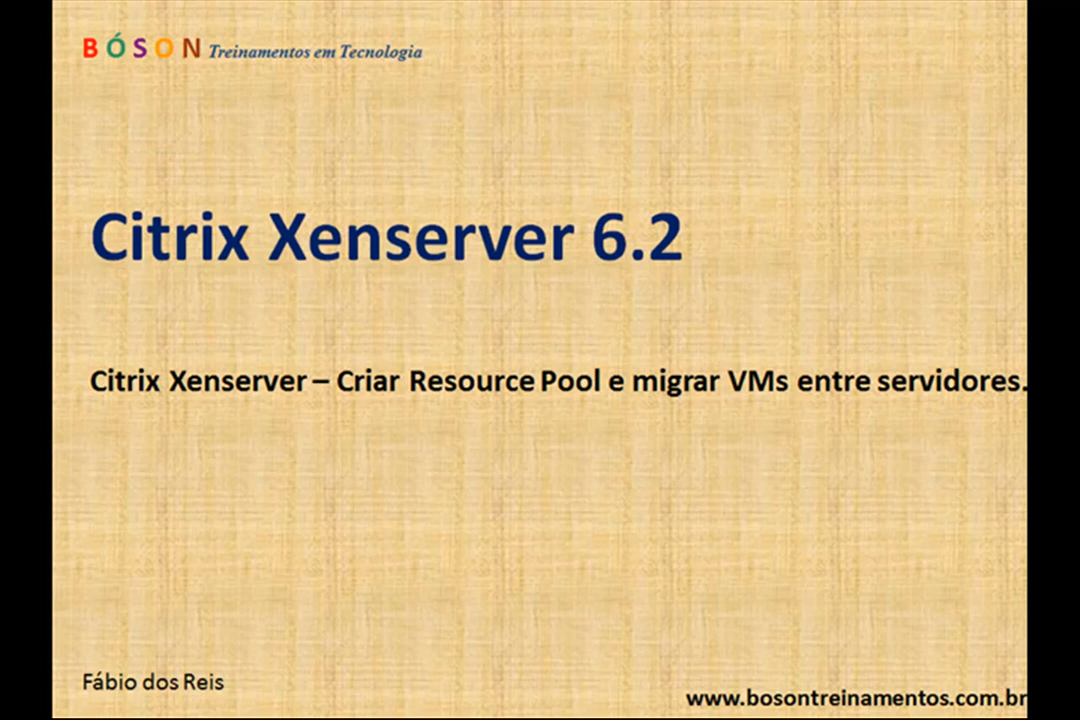 BÓSON Treinamentos em Tecnologia
Citrix Xenserver 6.2
Citrix Xenserver – Criar Resource Pool e migrar VMs entre servidores.
Fábio dos Reis
www.bosontreinamentos.com.br